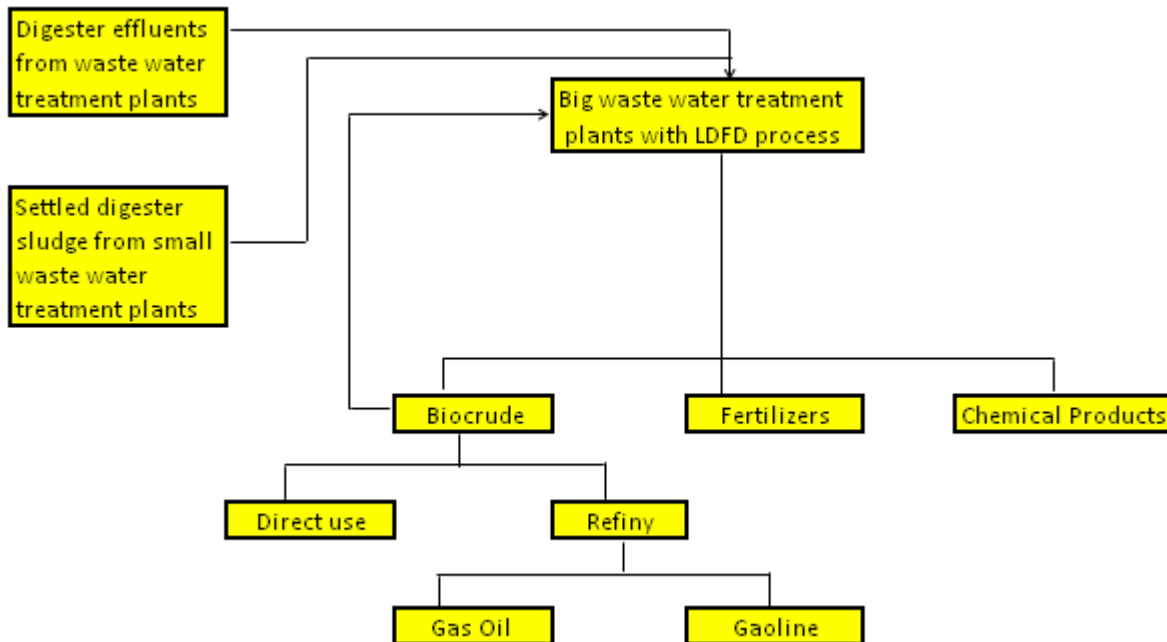 Digester effluents
from waste water
treatment plants
Big waste water treatment
plants with LDFD process
Settled digester
sludge from small
waste water
treatment plants
Biocrude
Fertilizers
Chemical Products
Direct use
Refiny
Gas Oil
Gaoline